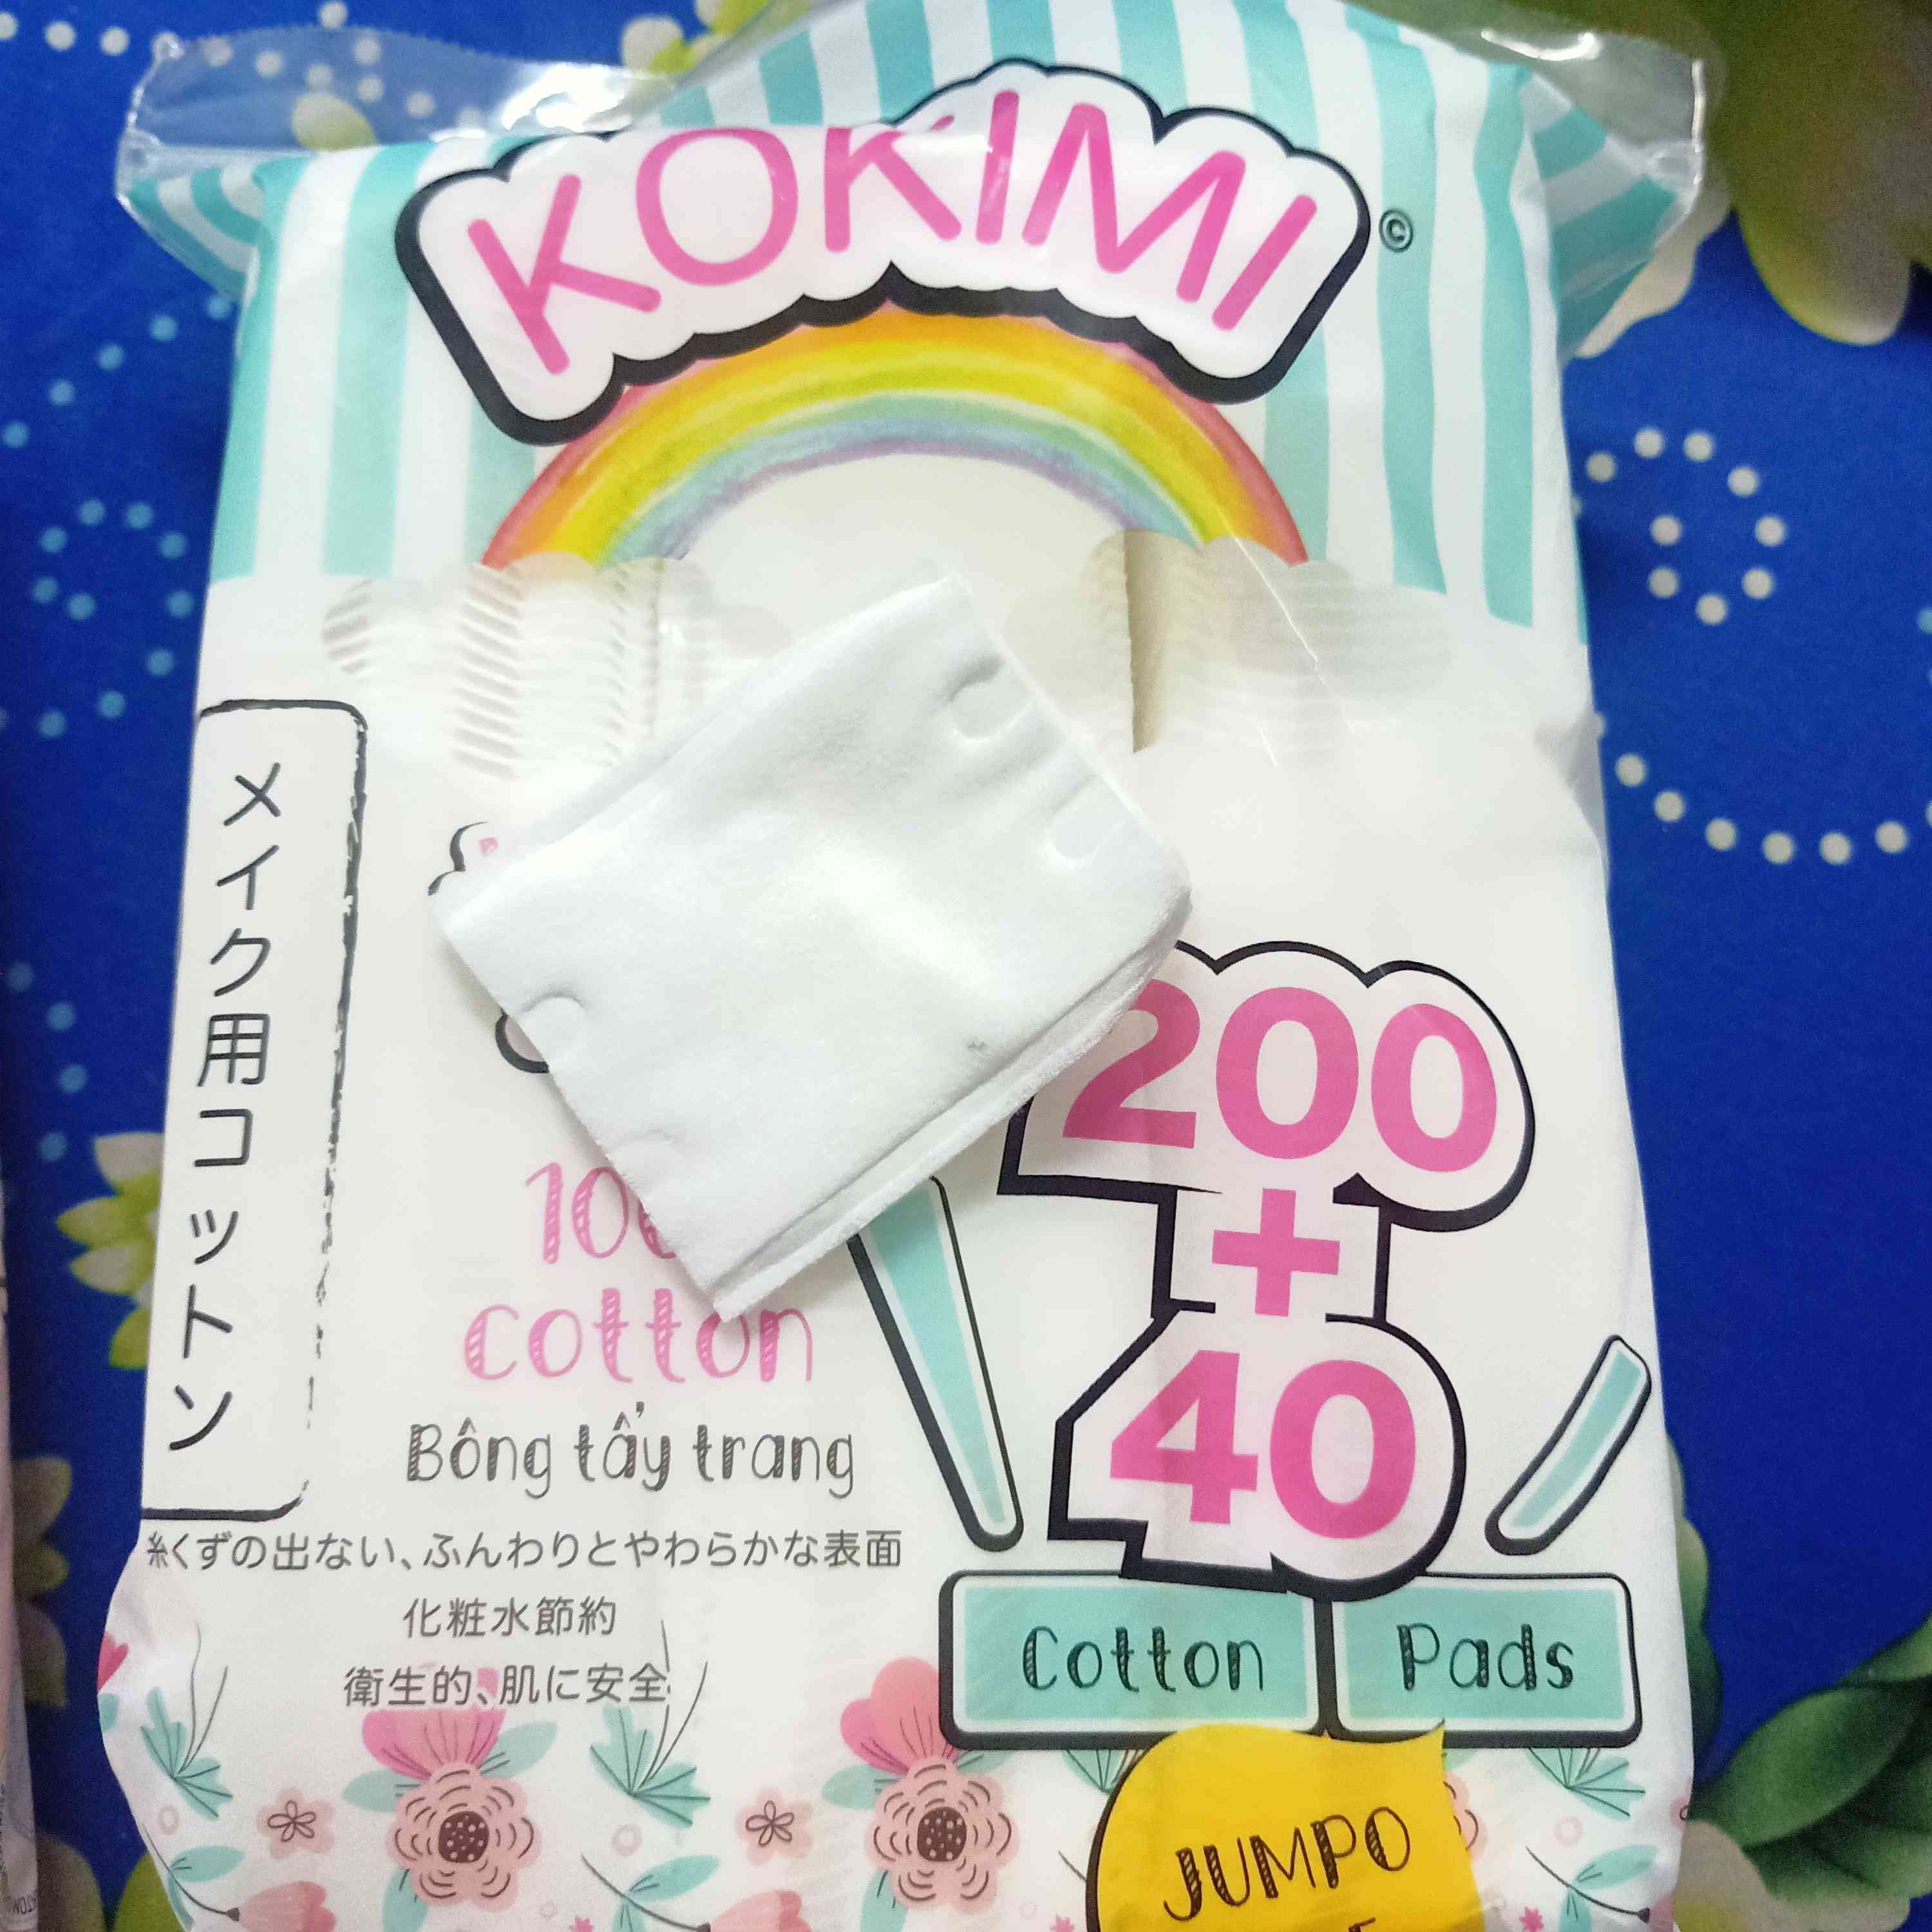 KOKIMI
©
メイク用コットン
200
+
40
cotton
Bông tẩy trang
糸くずの出ない、ふんわりとやわらかな表面
化粧水節約
衛生的、肌に安全
Cotton Pads
JUMPO